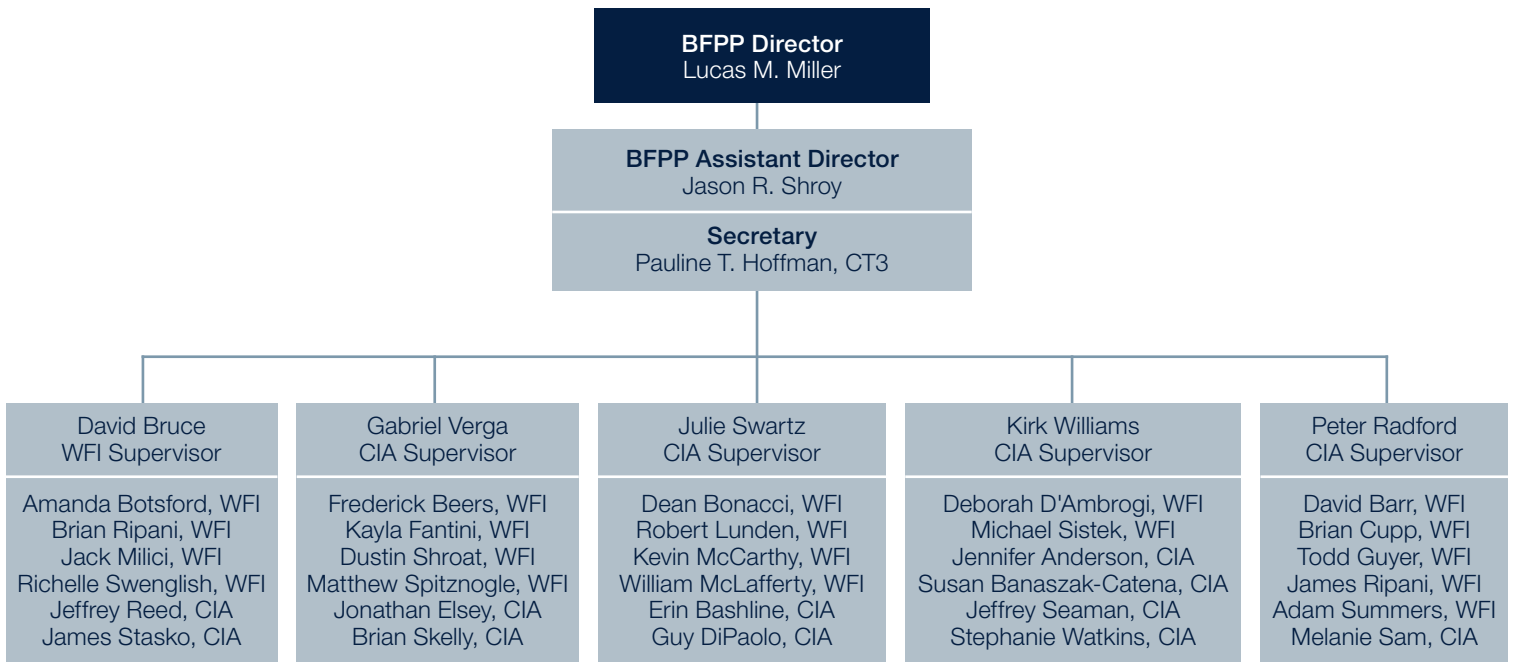 BFPP Director
Lucas M. Miller
BFPP Assistant Director
Jason R. Shroy
Secretary
Pauline T. Hoffman, CT3
David Bruce
WFI Supervisor
Amanda Botsford, WFI
Brian Ripani, WFI
Jack Milici, WFI
Richelle Swenglish, WFI
Jeffrey Reed, CIA
James Stasko, CIA
Gabriel Verga
CIA Supervisor
Frederick Beers, WFI
Kayla Fantini, WFI
Dustin Shroat, WFI
Matthew Spitznogle, WFI
Jonathan Elsey, CIA
Brian Skelly, CIA
Julie Swartz
CIA Supervisor
Dean Bonacci, WFI
Robert Lunden, WFI
Kevin McCarthy, WFI
William McLafferty, WFI
Erin Bashline, CIA
Guy DiPaolo, CIA
Kirk Williams
CIA Supervisor
Deborah D'Ambrogi, WFI
Michael Sistek, WFI
Jennifer Anderson, CIA
Susan Banaszak-Catena, CIA
Jeffrey Seaman, CIA
Stephanie Watkins, CIA
Peter Radford
CIA Supervisor
David Barr, WFI
Brian Cupp, WFI
Todd Guyer, WFI
James Ripani, WFI
Adam Summers, WFI
Melanie Sam, CIA